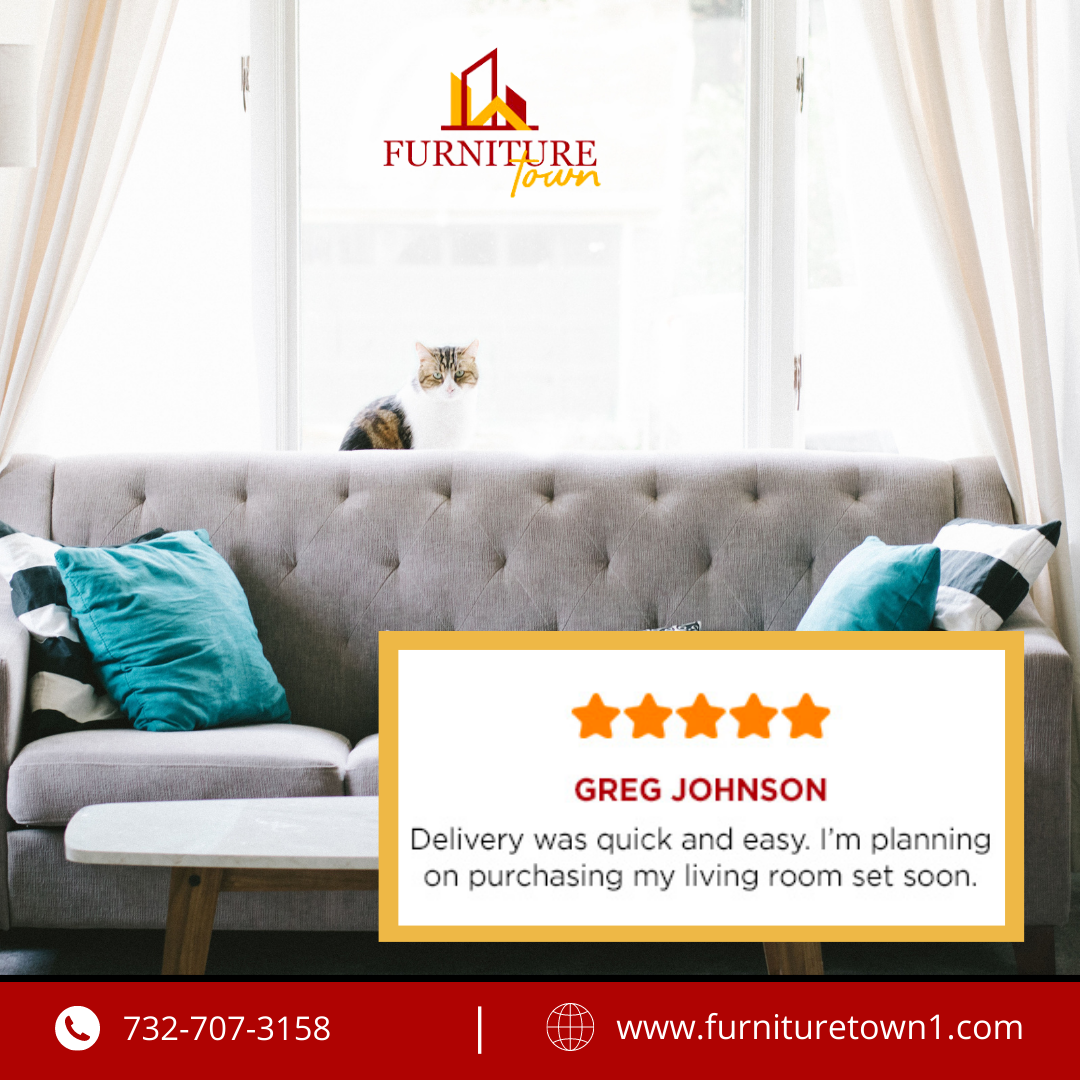 FURNITURE
town
GREG JOHNSON
Delivery was quick and easy. I’m planning
on purchasing my living room set soon.
732-707-3158 | www.furnituretown1.com